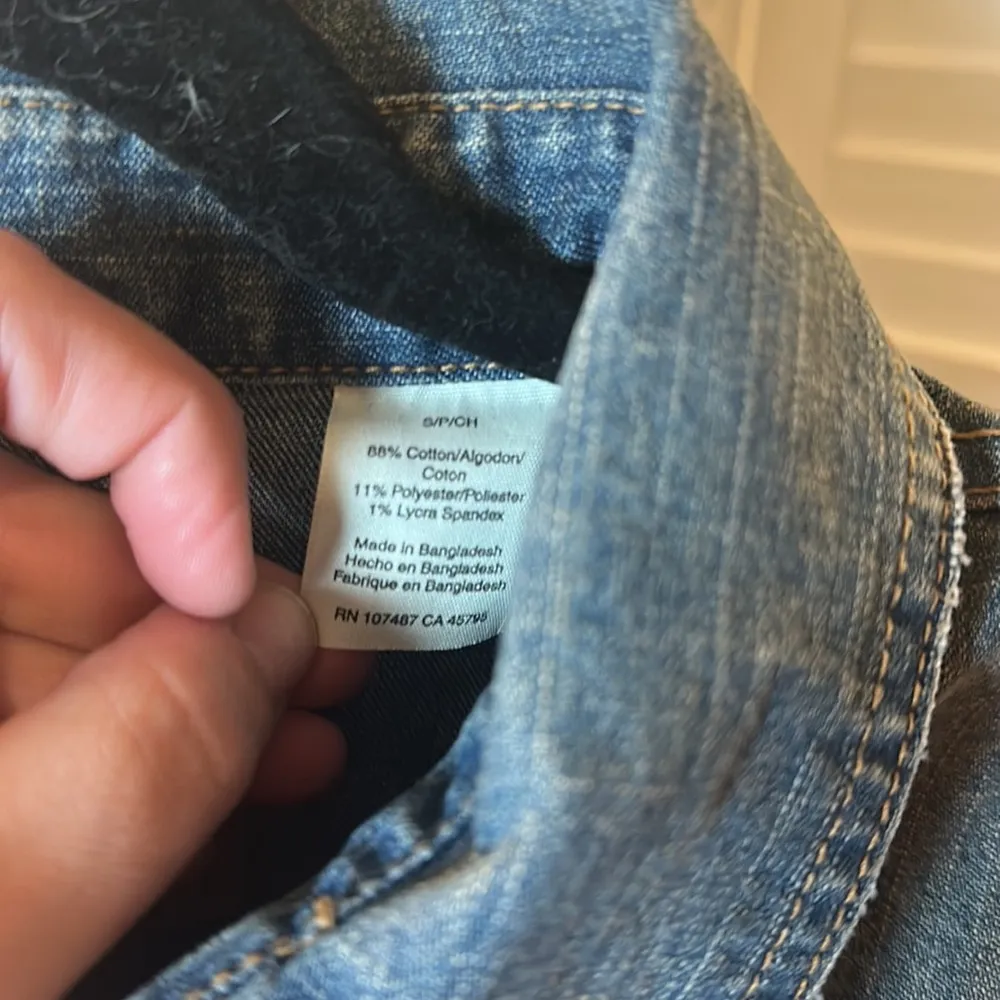 S/P/CH
88% Cotton/Algodon/
Coton
11% Polyester/Poliester
1% Lycra Spandex
Made in Bangladesh
Hecho en Bangladesh
Fabrique en Bangladesh
RN 107487 CA 45795